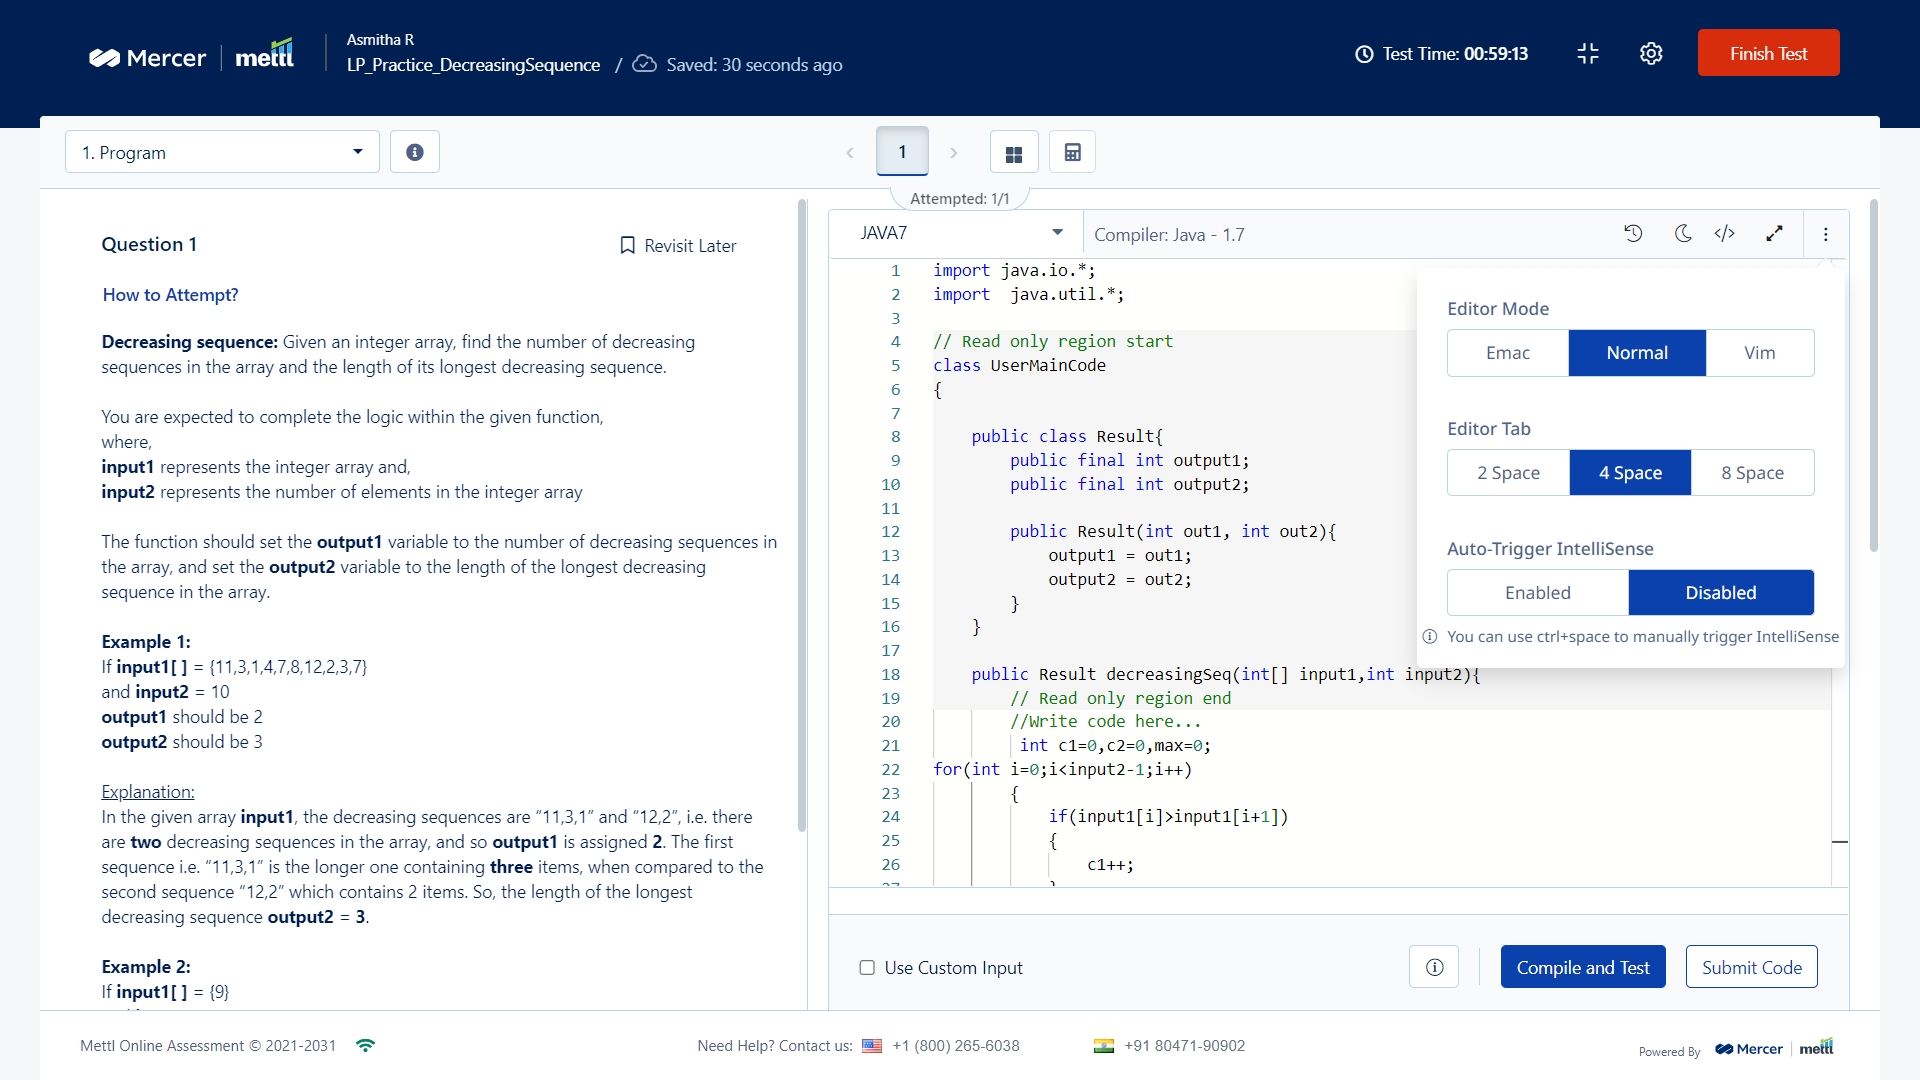 Mercer | mettl
Asmitha R
LP_Practice_DecreasingSequence / Saved: 30 seconds ago
Test Time: 00:59:13
Finish Test
1. Program
1
Attempted: 1/1
Question 1
Revisit Later
How to Attempt?
Decreasing sequence: Given an integer array, find the number of decreasing
sequences in the array and the length of its longest decreasing sequence.
You are expected to complete the logic within the given function,
where,
input1 represents the integer array and,
input2 represents the number of elements in the integer array
The function should set the output1 variable to the number of decreasing sequences in
the array, and set the output2 variable to the length of the longest decreasing
sequence in the array.
Example 1:
If input1[ ] = {11,3,1,4,7,8,12,2,3,7}
and input2 = 10
output1 should be 2
output2 should be 3
Explanation:
In the given array input1, the decreasing sequences are “11,3,1” and “12,2”, i.e. there
are two decreasing sequences in the array, and so output1 is assigned 2. The first
sequence i.e. “11,3,1” is the longer one containing three items, when compared to the
second sequence “12,2” which contains 2 items. So, the length of the longest
decreasing sequence output2 = 3.
Example 2:
If input1[ ] = {9}
JAVA7
Compiler: Java - 1.7
1 import java.io.*;
2 import  java.util.*;
3
4 // Read only region start
5 class UserMainCode
6 {
7
8     public class Result{
9         public final int output1;
10         public final int output2;
11
12         public Result(int out1, int out2){
13             output1 = out1;
14             output2 = out2;
15         }
16     }
17
18     public Result decreasingSeq(int[] input1,int input2){
19         // Read only region end
20         //Write code here...
21          int c1=0,c2=0,max=0;
22 for(int i=0;i<input2-1;i++)
23         {
24             if(input1[i]>input1[i+1])
25             {
26                 c1++;
27             }
Editor Mode
Emac Normal Vim
Editor Tab
2 Space 4 Space 8 Space
Auto-Trigger IntelliSense
Enabled Disabled
You can use ctrl+space to manually trigger IntelliSense
Use Custom Input
Compile and Test
Submit Code
Mettl Online Assessment © 2021-2031
Need Help? Contact us: +1 (800) 265-6038
+91 80471-90902
Powered By Mercer | mettl